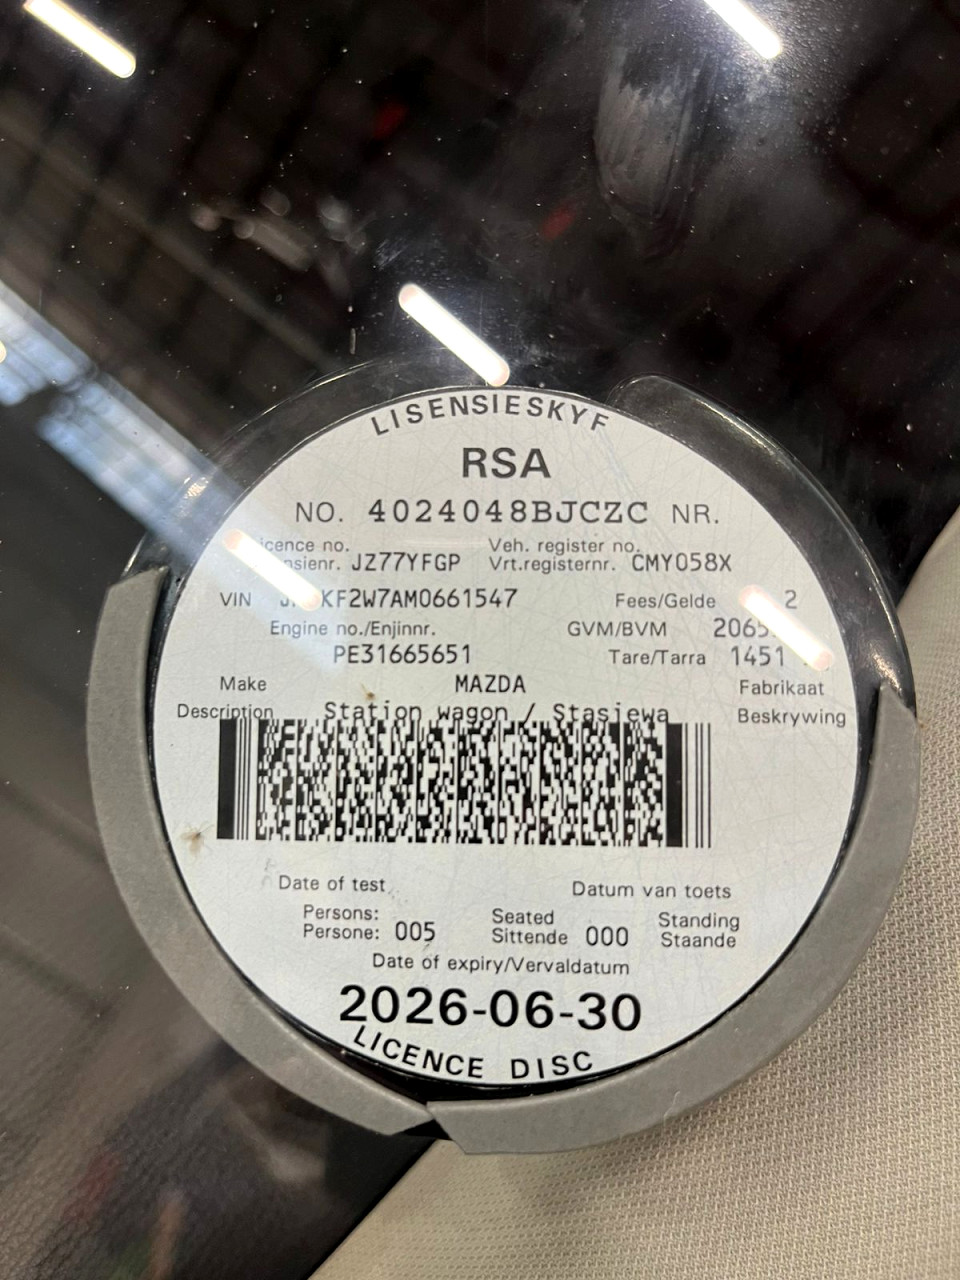 LISENSIESKYF
RSA
NO. 4024048BJCZC NR.
Veh. register no.
JZ77YFGP Vrt.registernr. CMY058X
VIN Fees/Gelde 2
Engine no./Enjinnr. GVM/BVM
PE31665651 Tare/Tarra 1451
Make MAZDA Fabrikaat
Description Station wagon / Stasiewa Beskrywing
Date of test Datum van toets
Persons: Seated Standing
Persone: 005 Sittende 000 Staande
Date of expiry/Vervaldatum
2026-06-30
LICENCE DISC